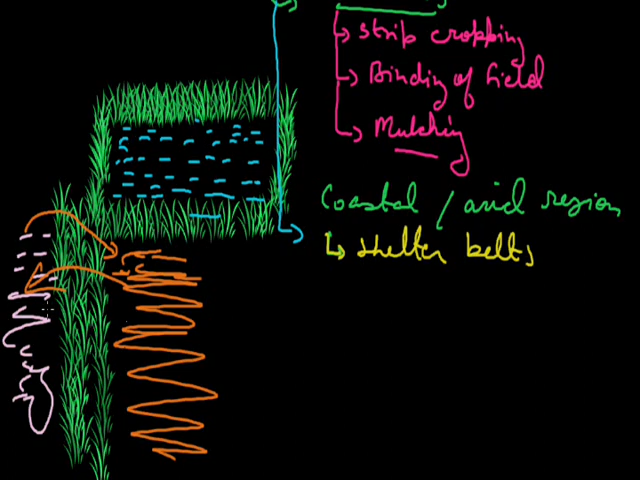 Strip cropping
Binding of field
Mulching
Coastal / arid region
shelter belts